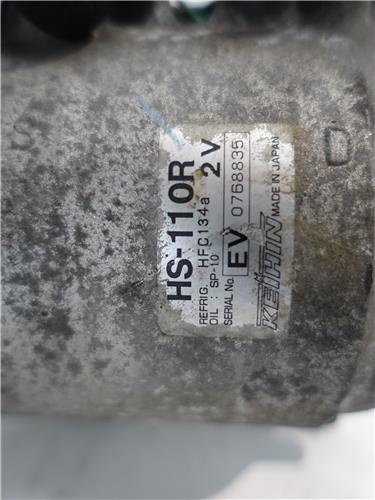 HS-110R
REFRIG. HFC134a 2V
OIL : SP-10
SERIAL No. EV 0768835
KEIHIN MADE IN JAPAN
S
D